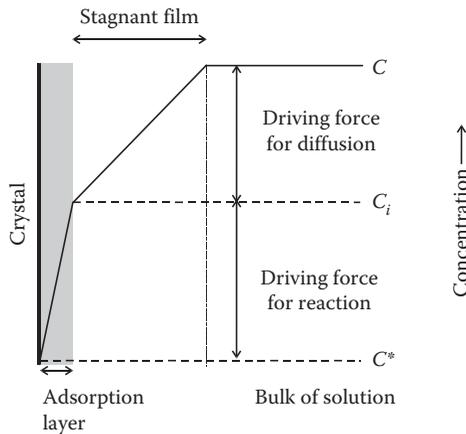 Stagnant film
C
Driving force
for diffusion
C_i
Crystal
Concentration
Driving force
for reaction
C*
Adsorption
layer
Bulk of solution